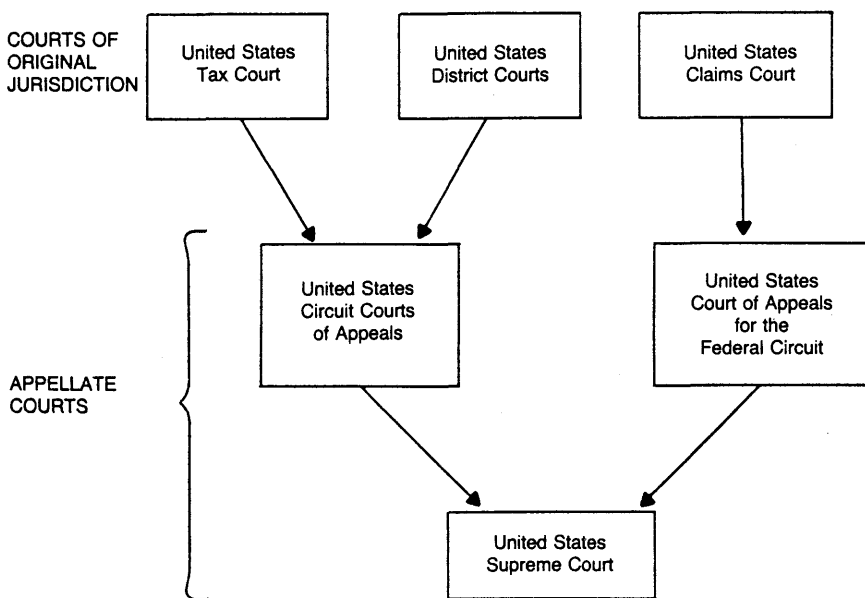 COURTS OF
ORIGINAL
JURISDICTION
United States
Tax Court
United States
District Courts
United States
Claims Court
APPELLATE
COURTS
United States
Circuit Courts
of Appeals
United States
Court of Appeals
for the
Federal Circuit
United States
Supreme Court